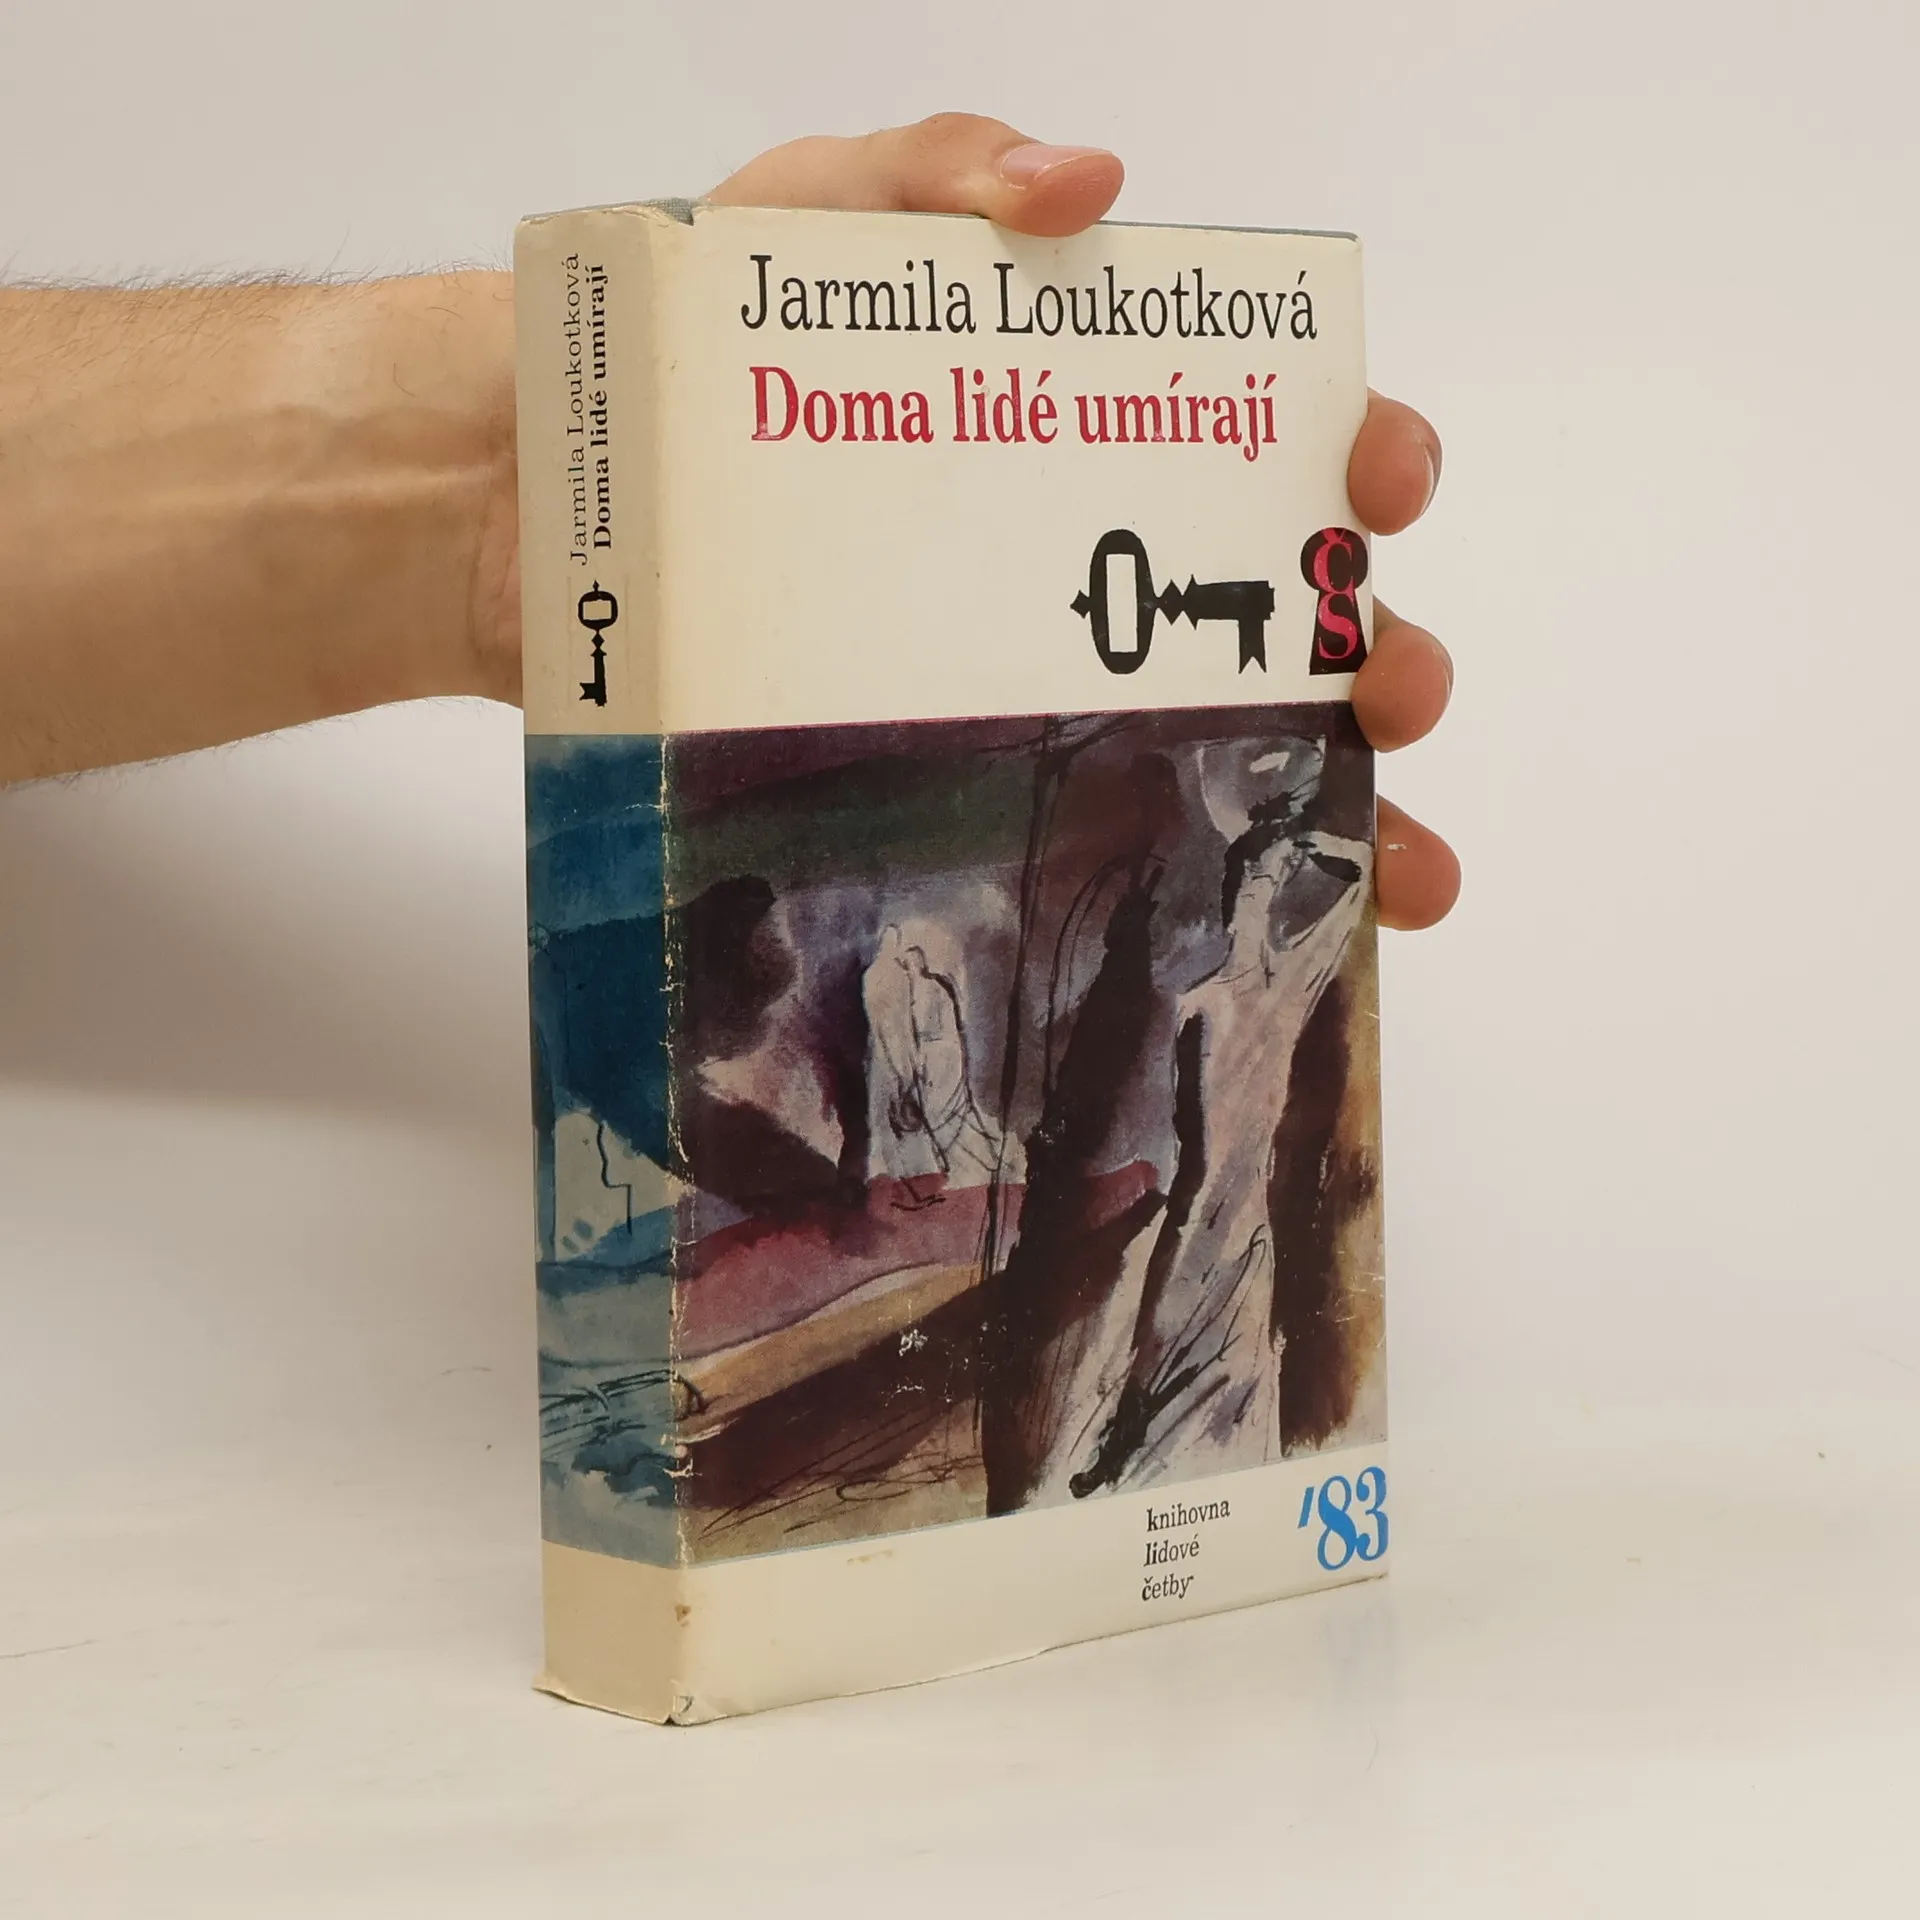 Jarmila Loukotková
Doma lidé umírají
Jarmila Loukotková
Doma lidé umírají
ČS
knihovna
lidové
četby
'83